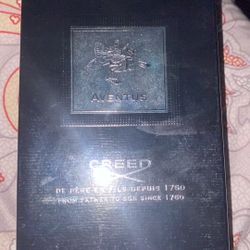 AVENTUS
CREED
DE PÈRE EN FILS DEPUIS 1760
FROM FATHER TO SON SINCE 1760